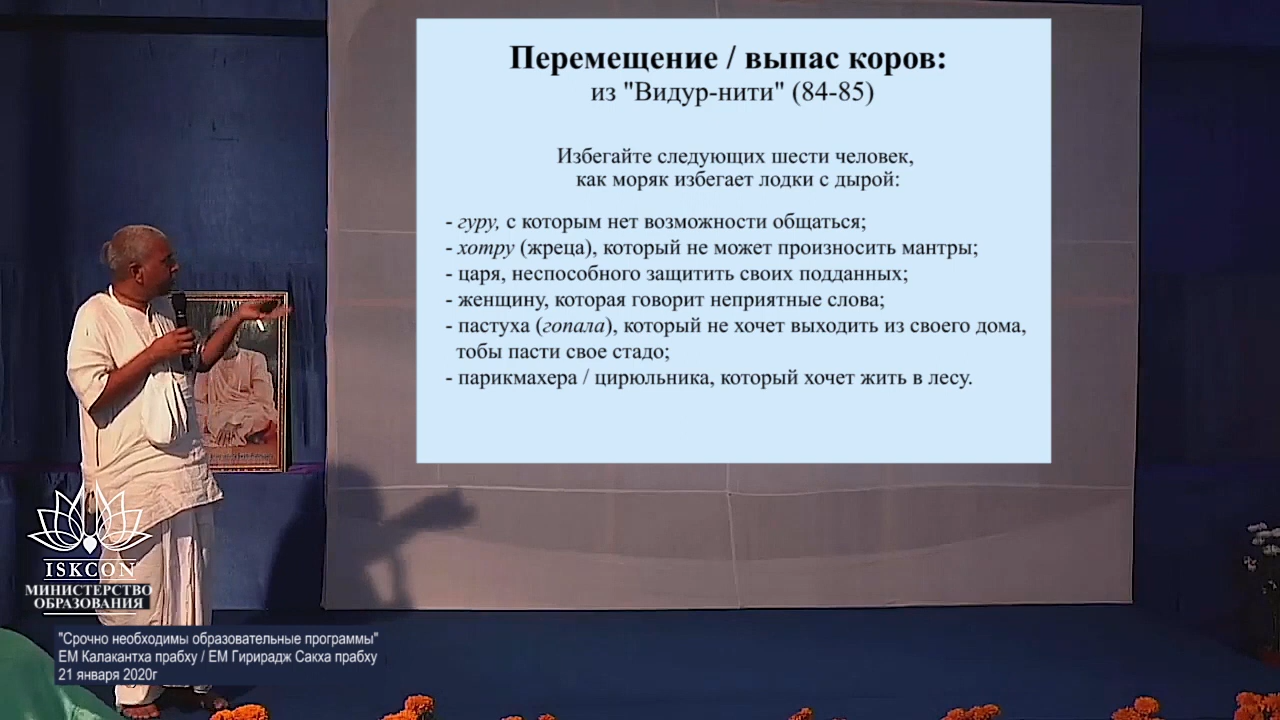 Перемещение / выпас коров:
из "Видур-нити" (84-85)
Избегайте следующих шести человек,
как моряк избегает лодки с дырой:
- гуру, с которым нет возможности общаться;
- хотру (жреца), который не может произносить мантры;
- царя, неспособного защитить своих подданных;
- женщину, которая говорит неприятные слова;
- пастуха (гопала), который не хочет выходить из своего дома,
тобы пасти свое стадо;
- парикмахера / цирюльника, который хочет жить в лесу.
ISKCON
МИНИСТЕРСТВО
ОБРАЗОВАНИЯ
"Срочно необходимы образовательные программы"
ЕМ Калакантха прабху / ЕМ Гирирадж Сакха прабху
21 января 2020г